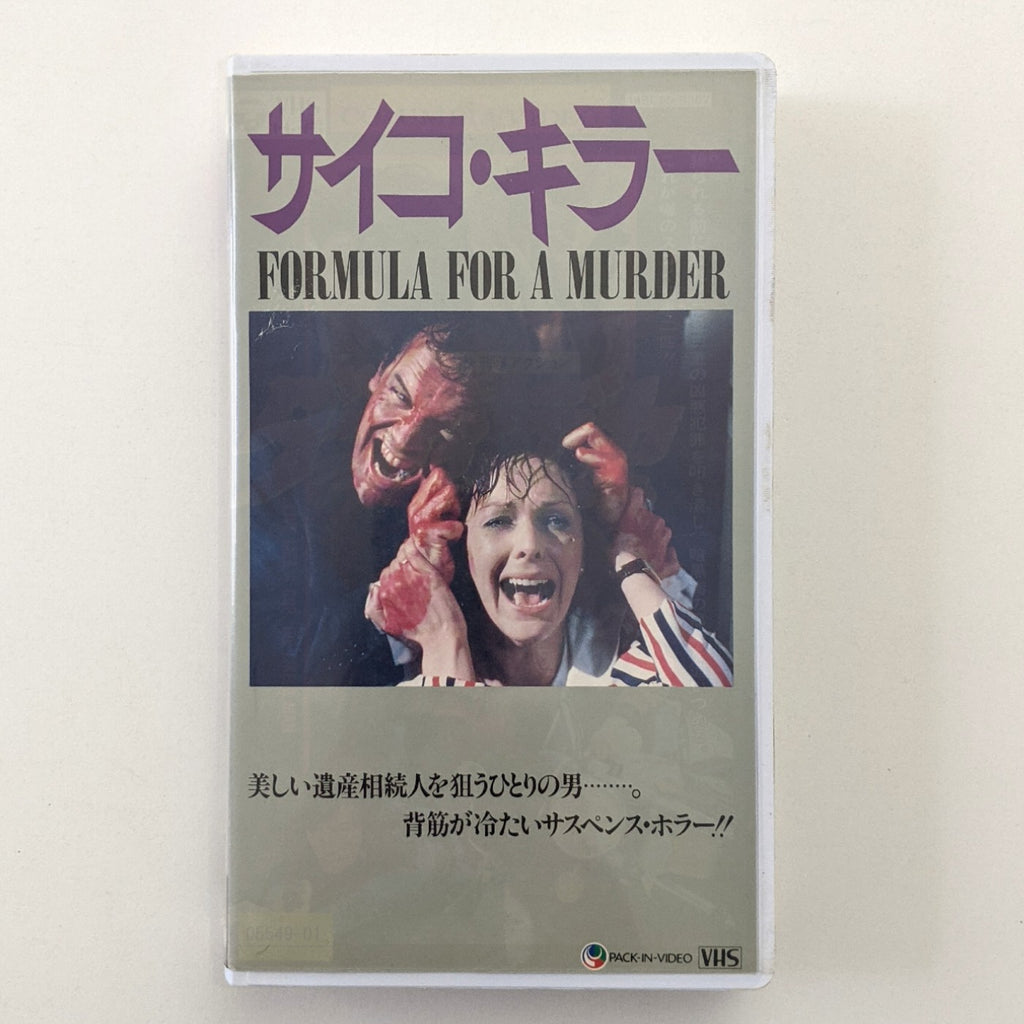 サイコ・キラー
FORMULA FOR A MURDER
美しい遺産相続人を狙うひとりの男………。
背筋が冷たいサスペンス・ホラー!!
05549-01
PACK-IN-VIDEO VHS